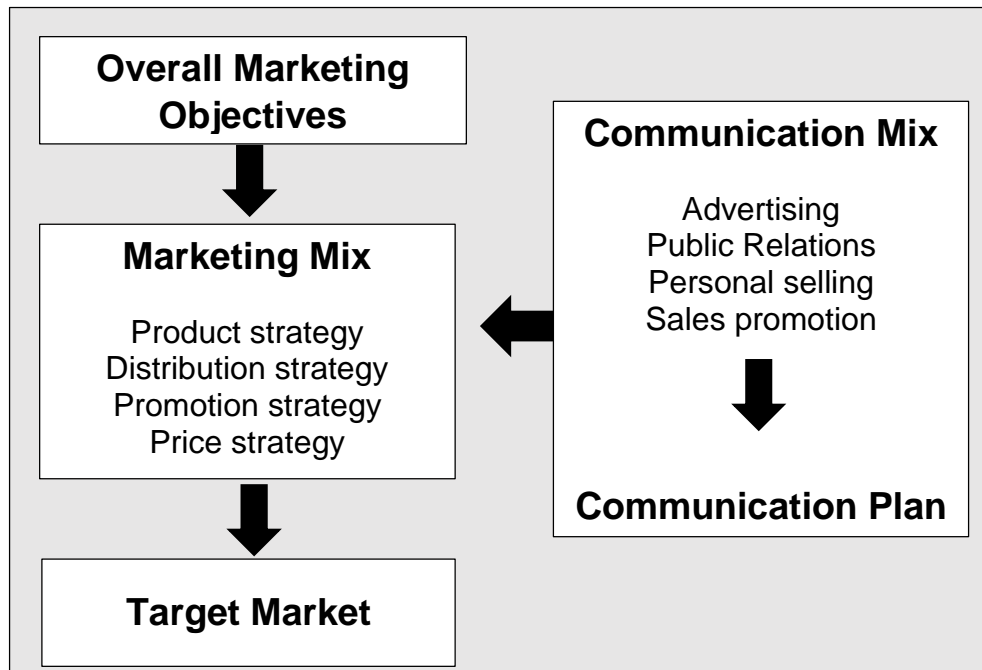 Overall Marketing
Objectives
Marketing Mix
Product strategy
Distribution strategy
Promotion strategy
Price strategy
Target Market
Communication Mix
Advertising
Public Relations
Personal selling
Sales promotion
Communication Plan